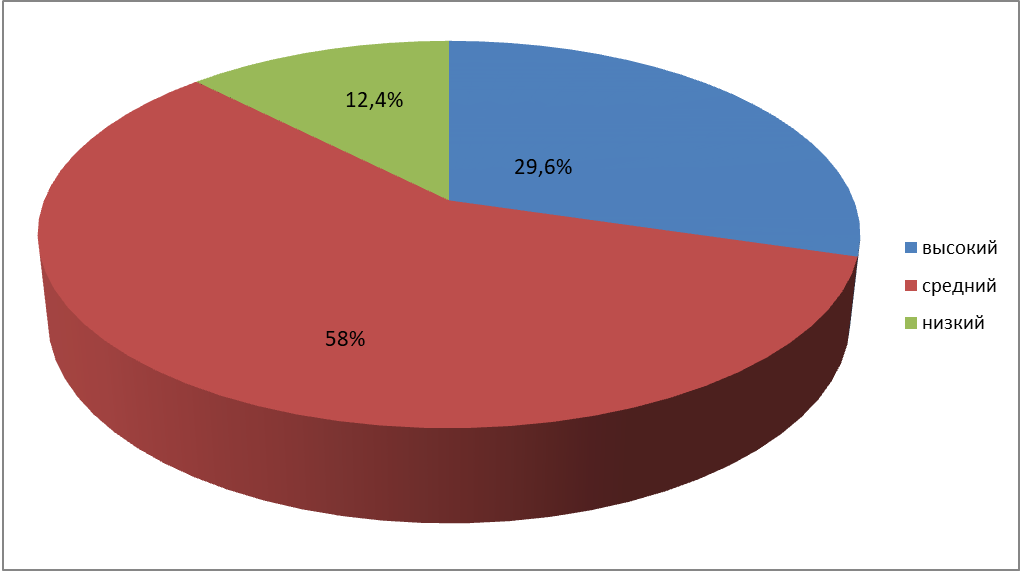 12,4%
29,6%
58%
высокий
средний
низкий